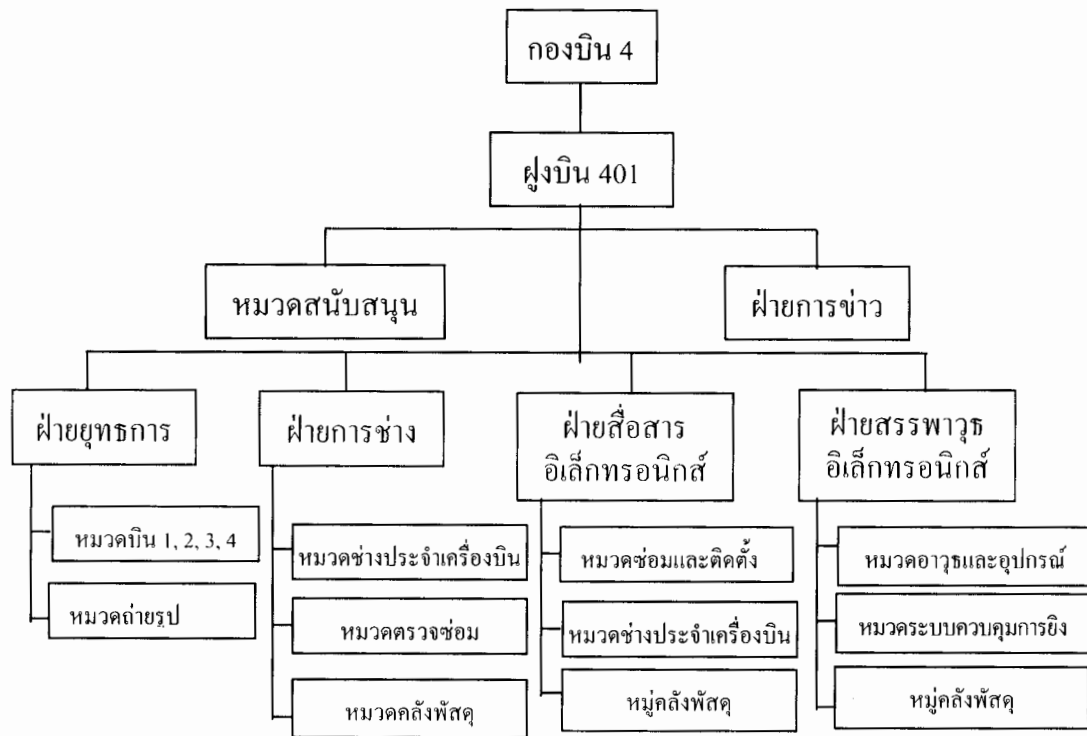 กองบิน 4
ฝูงบิน 401
หมวดสนับสนุน
ฝ่ายการข่าว
ฝ่ายยุทธการ
ฝ่ายการช่าง
ฝ่ายสื่อสาร
อิเล็กทรอนิกส์
ฝ่ายสรรพาวุธ
อิเล็กทรอนิกส์
หมวดบิน 1, 2, 3, 4
หมวดถ่ายรูป
หมวดช่างประจำเครื่องบิน
หมวดตรวจซ่อม
หมวดคลังพัสดุ
หมวดซ่อมและติดตั้ง
หมวดช่างประจำเครื่องบิน
หมู่คลังพัสดุ
หมวดอาวุธและอุปกรณ์
หมวดระบบควบคุมการยิง
หมู่คลังพัสดุ